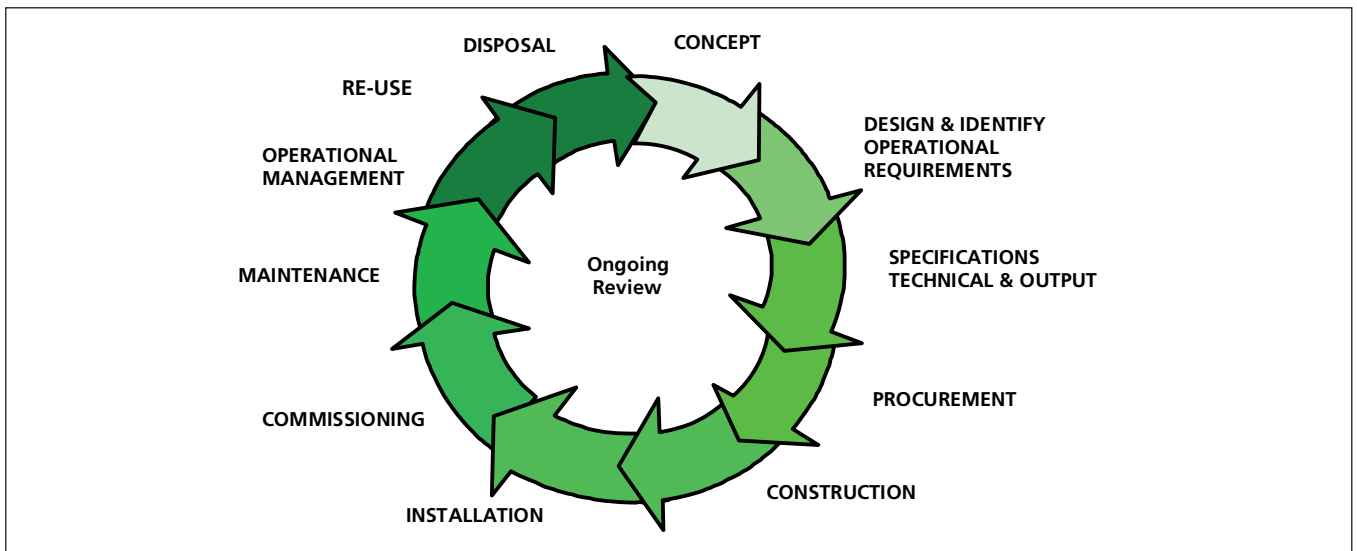 DISPOSAL
CONCEPT
RE-USE
DESIGN & IDENTIFY
OPERATIONAL
REQUIREMENTS
OPERATIONAL
MANAGEMENT
SPECIFICATIONS
TECHNICAL & OUTPUT
Ongoing
Review
MAINTENANCE
PROCUREMENT
COMMISSIONING
CONSTRUCTION
INSTALLATION